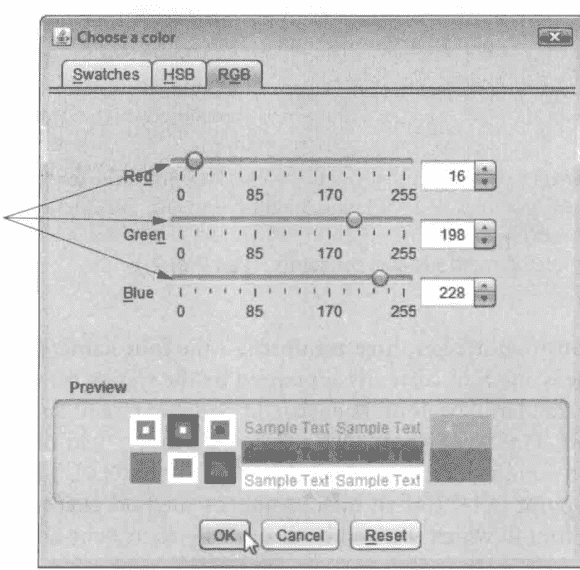 Choose a color
Swatches HSB RGB
Red 16
0 85 170 255
Green 198
0 85 170 255
Blue 228
0 85 170 255
Preview
Sample Text Sample Text
Sample Text Sample Text
OK Cancel Reset